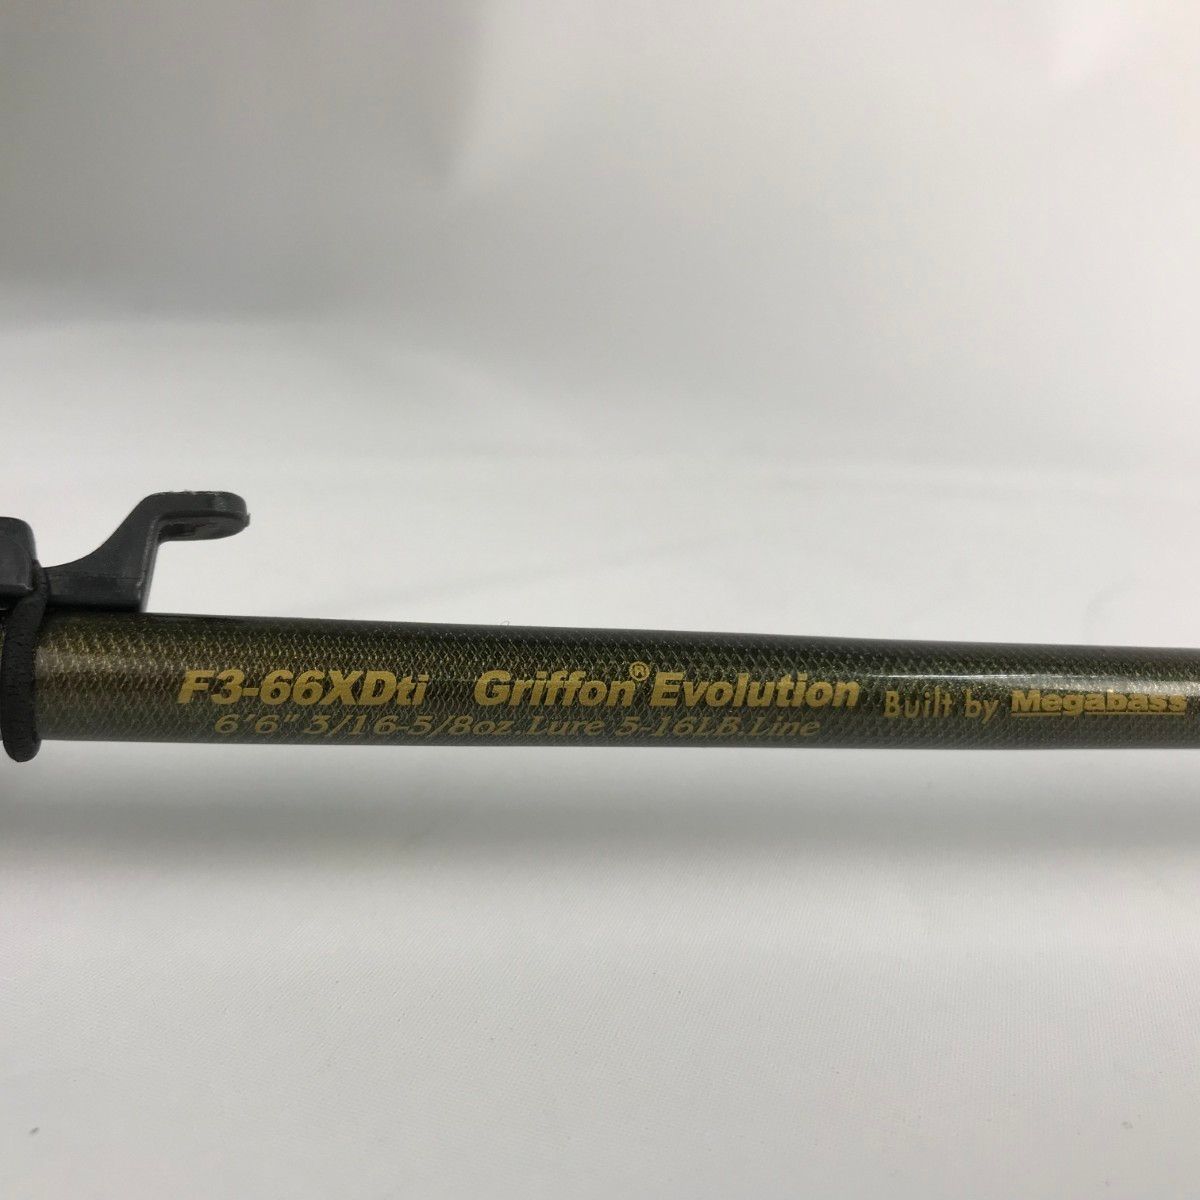 F3-66XDti Griffon® Evolution Built by Megabass
6'6" 3/16-5/8oz.Lure 5-16LB.Line